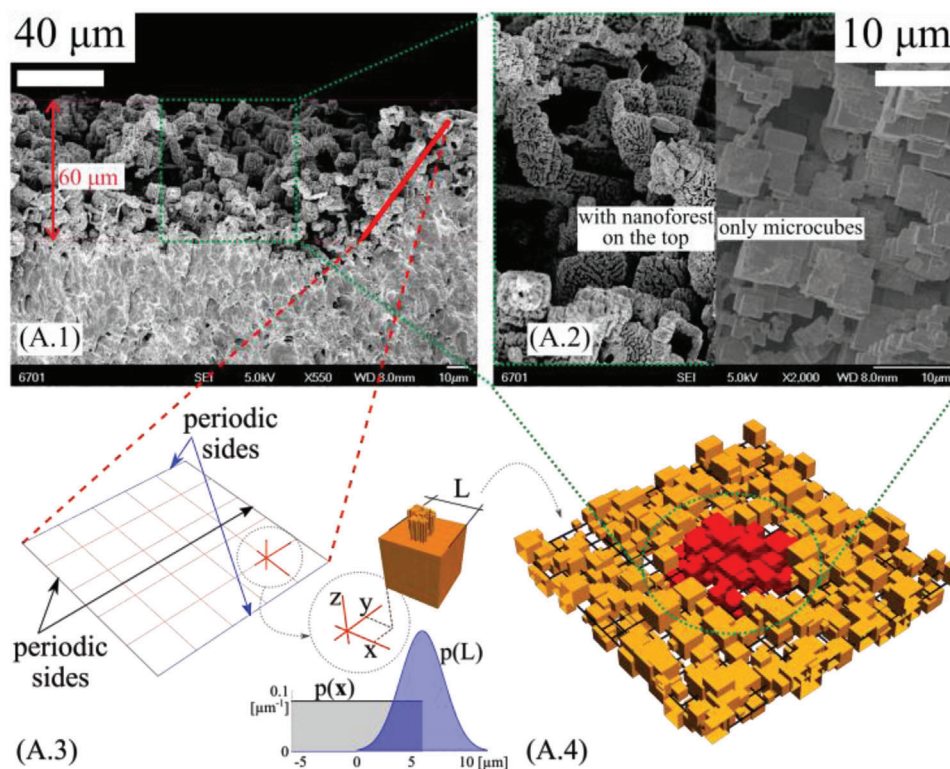 40 μm
10 μm
60 μm
with nanoforest
on the top
only microcubes
(A.1)
(A.2)
6701 SEI 5.0kV X550 WD 8.0mm 10μm
6701 SEI 5.0kV X2,000 WD 8.0mm 10μm
periodic
sides
L
z
y
x
periodic
sides
p(L)
p(x)
0.1
[μm⁻¹]
0
-5 0 5 10 [μm]
(A.3)
(A.4)